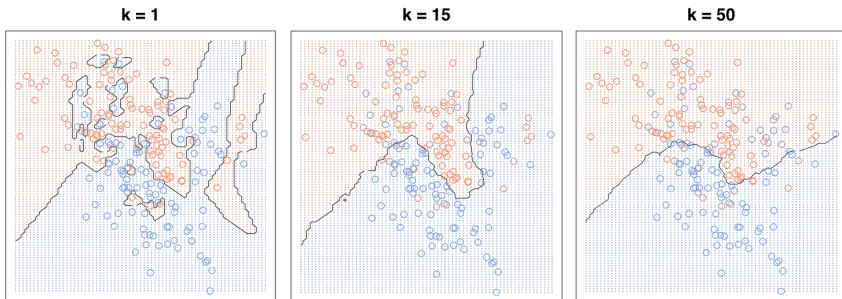 k = 1
k = 15
k = 50